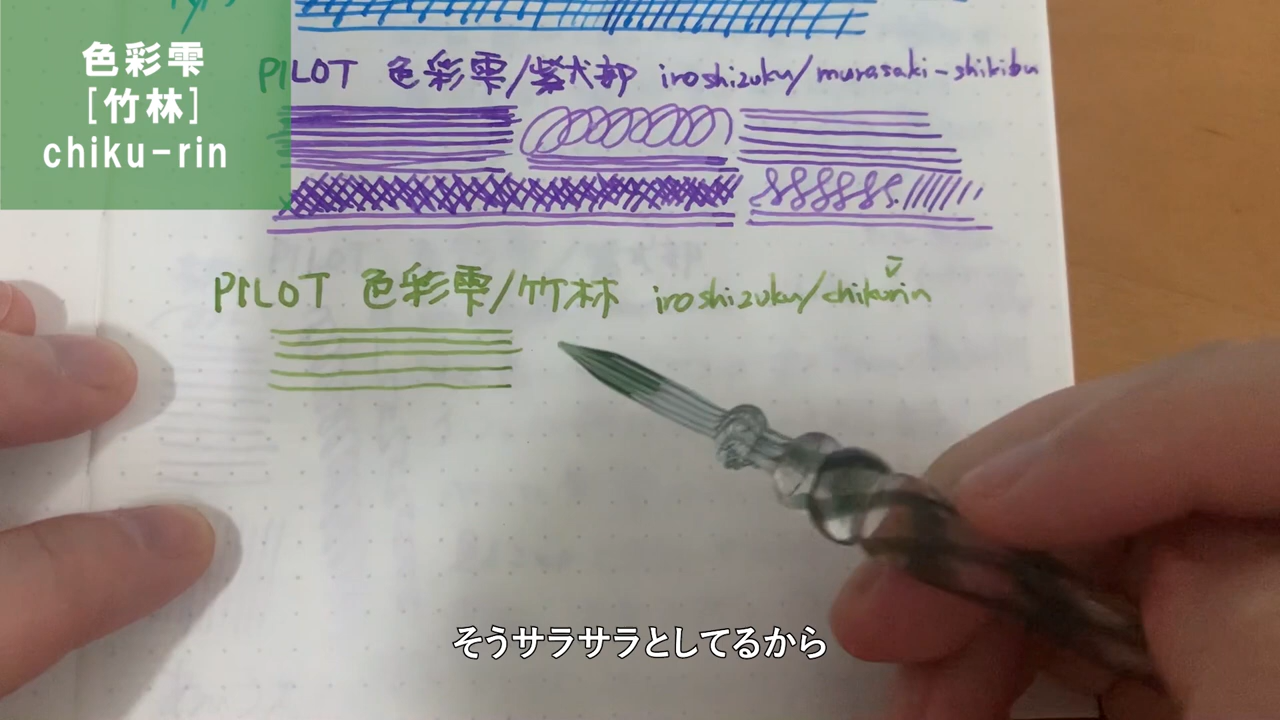 色彩雫
[竹林]
chiku-rin
PILOT 色彩雫/紫式部 iroshizuku/murasaki-shikibu
PILOT 色彩雫/竹林 iroshizuku/chikurin
そうサラサラとしてるから